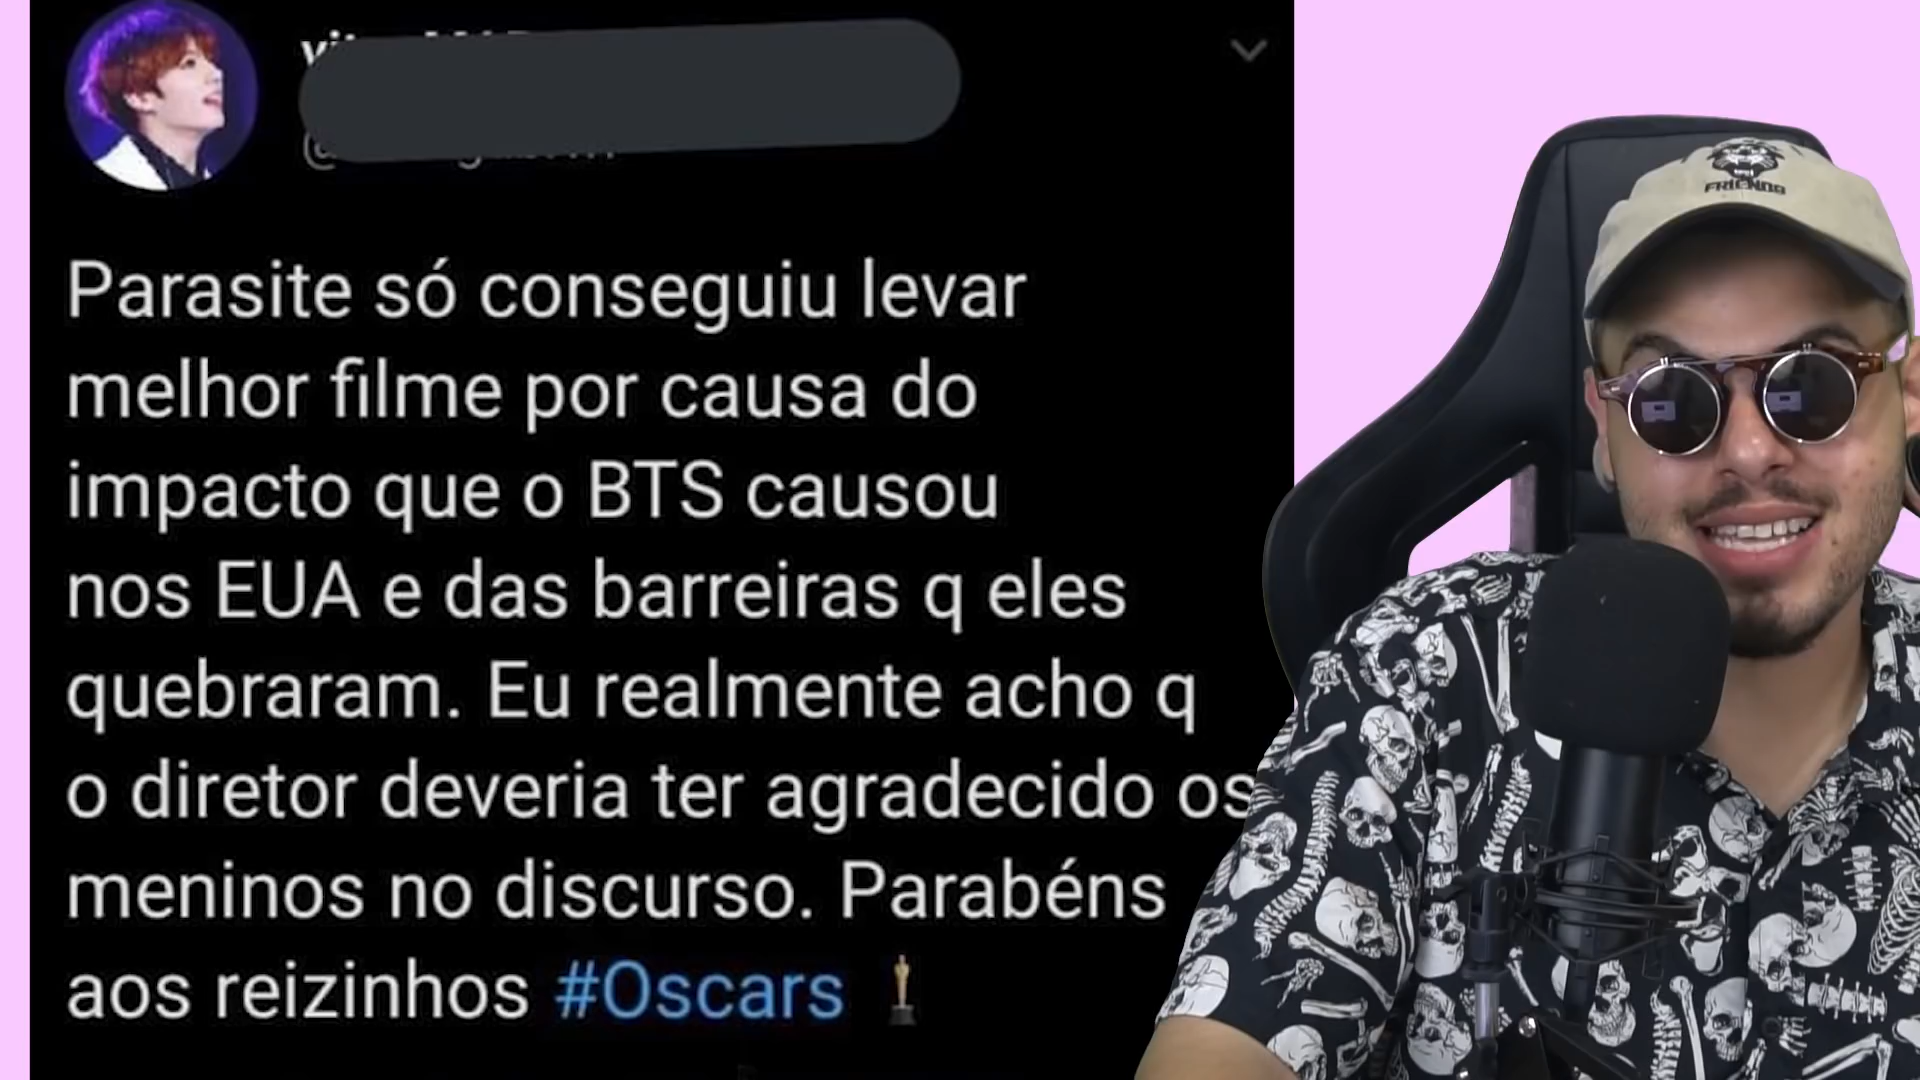 Parasite só conseguiu levar
melhor filme por causa do
impacto que o BTS causou
nos EUA e das barreiras q eles
quebraram. Eu realmente acho q
o diretor deveria ter agradecido os
meninos no discurso. Parabéns
aos reizinhos #Oscars
FRIENDS